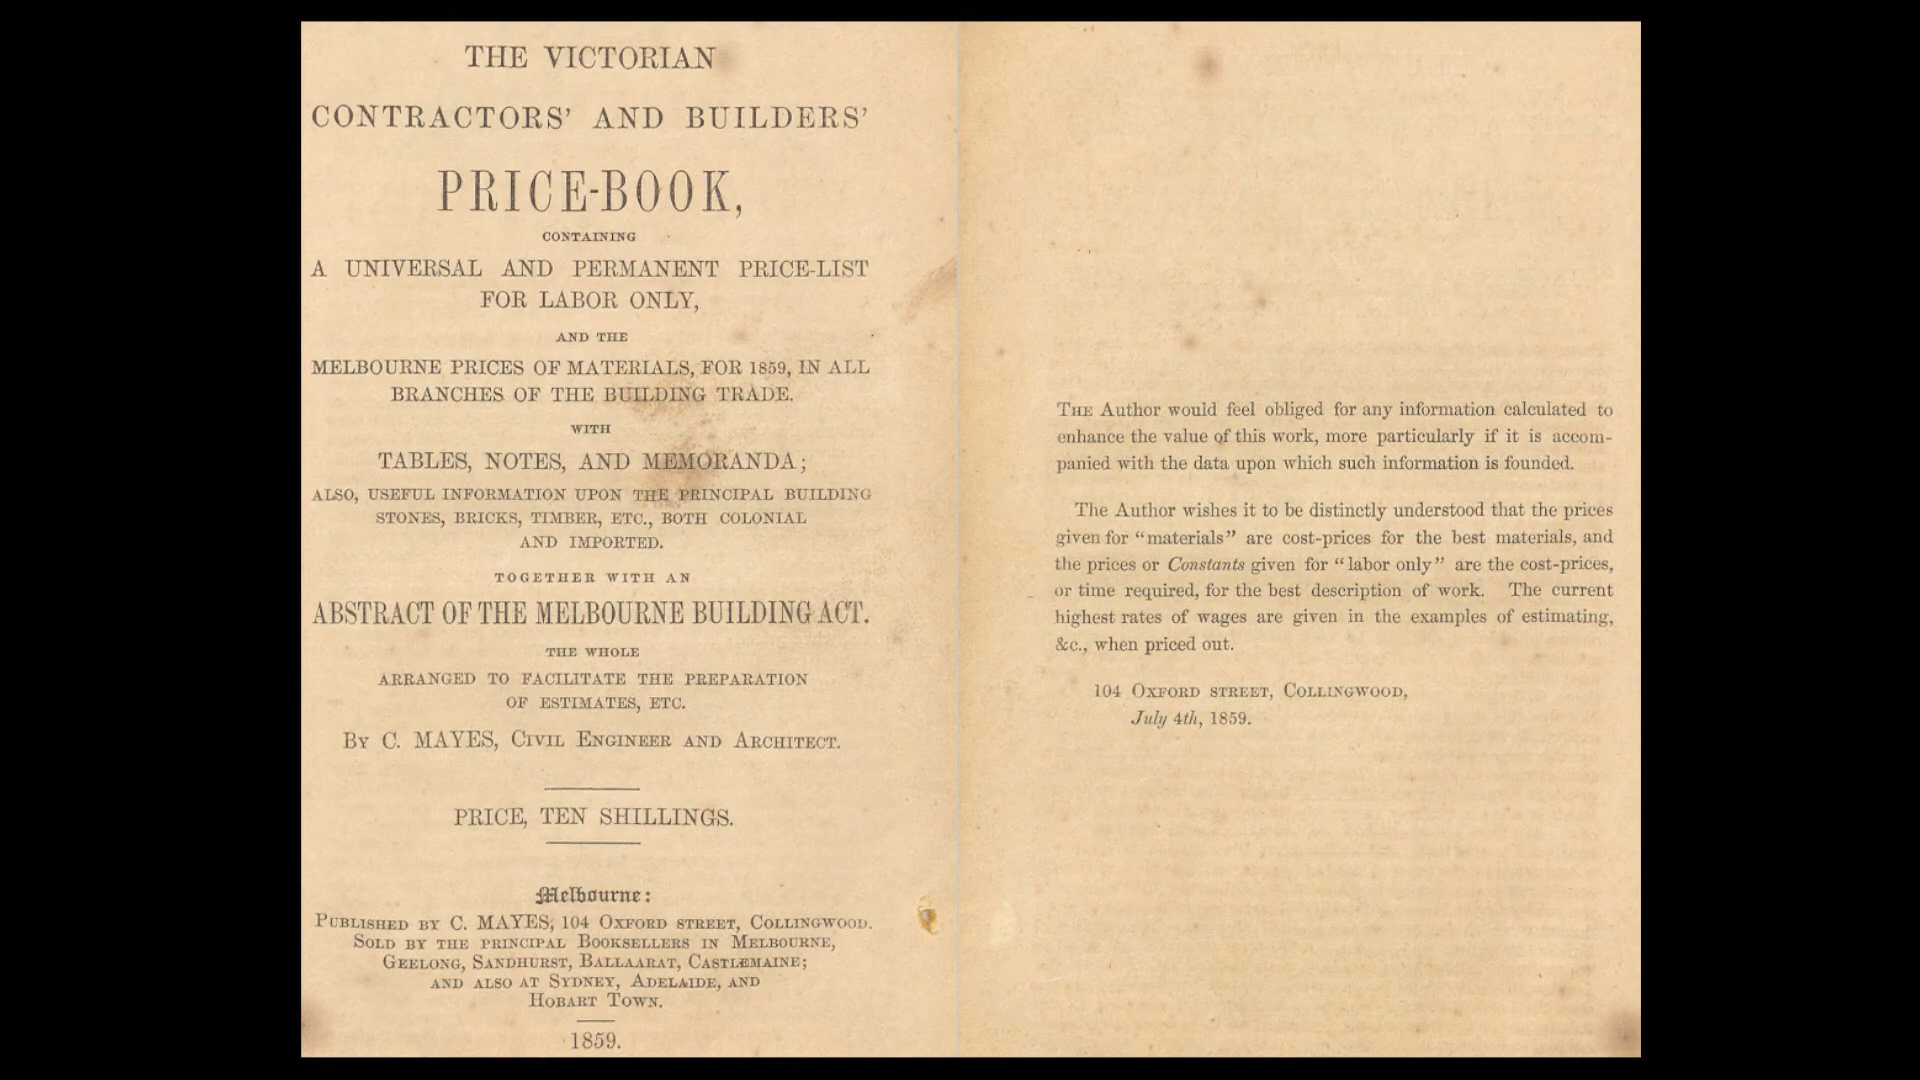 THE VICTORIAN
CONTRACTORS' AND BUILDERS'
PRICE-BOOK,
CONTAINING
A UNIVERSAL AND PERMANENT PRICE-LIST
FOR LABOR ONLY,
AND THE
MELBOURNE PRICES OF MATERIALS, FOR 1859, IN ALL
BRANCHES OF THE BUILDING TRADE.
WITH
TABLES, NOTES, AND MEMORANDA;
ALSO, USEFUL INFORMATION UPON THE PRINCIPAL BUILDING
STONES, BRICKS, TIMBER, ETC., BOTH COLONIAL
AND IMPORTED.
TOGETHER WITH AN
ABSTRACT OF THE MELBOURNE BUILDING ACT.
THE WHOLE
ARRANGED TO FACILITATE THE PREPARATION
OF ESTIMATES, ETC.
BY C. MAYES, CIVIL ENGINEER AND ARCHITECT.
PRICE, TEN SHILLINGS.
Melbourne:
PUBLISHED BY C. MAYES, 104 OXFORD STREET, COLLINGWOOD.
SOLD BY THE PRINCIPAL BOOKSELLERS IN MELBOURNE,
GEELONG, SANDHURST, BALLAARAT, CASTLEMAINE;
AND ALSO AT SYDNEY, ADELAIDE, AND
HOBART TOWN.
1859.
THE Author would feel obliged for any information calculated to
enhance the value of this work, more particularly if it is accom-
panied with the data upon which such information is founded.
The Author wishes it to be distinctly understood that the prices
given for "materials" are cost-prices for the best materials, and
the prices or Constants given for "labor only" are the cost-prices,
or time required, for the best description of work. The current
highest rates of wages are given in the examples of estimating,
&c., when priced out.
104 OXFORD STREET, COLLINGWOOD,
July 4th, 1859.